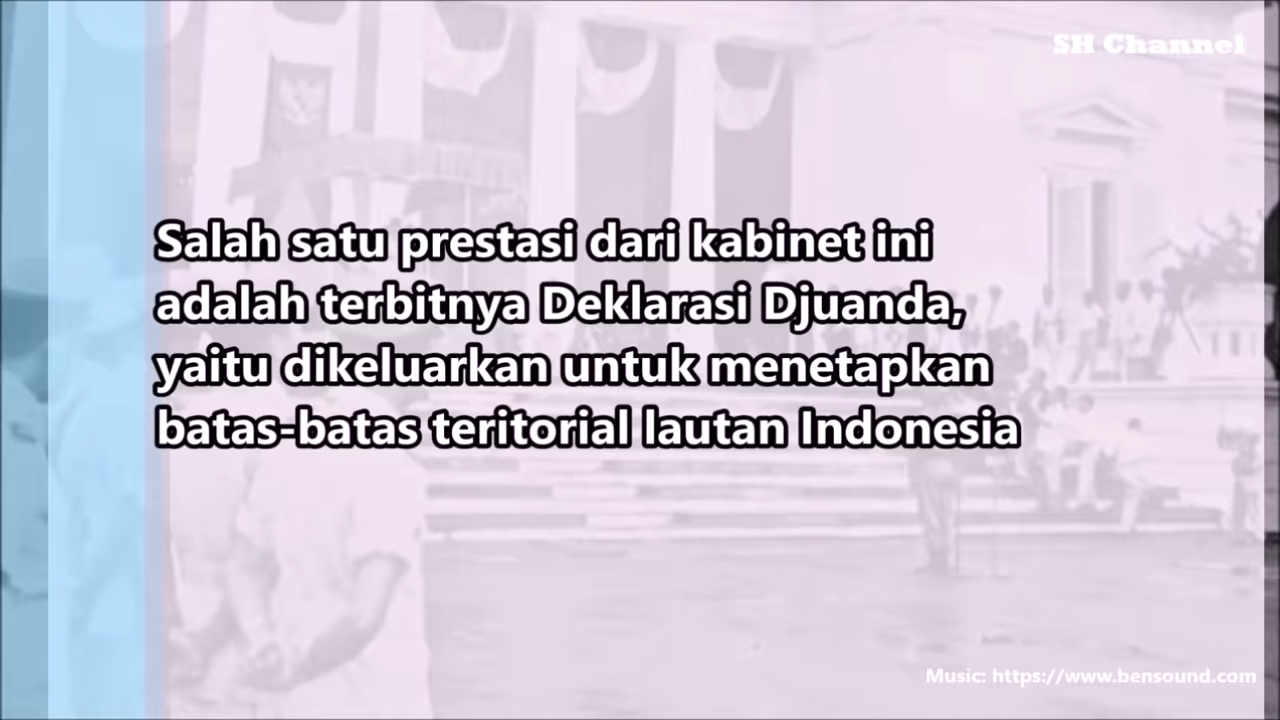 SH Channel
Salah satu prestasi dari kabinet ini
adalah terbitnya Deklarasi Djuanda,
yaitu dikeluarkan untuk menetapkan
batas-batas teritorial lautan Indonesia
Music: https://www.bensound.com